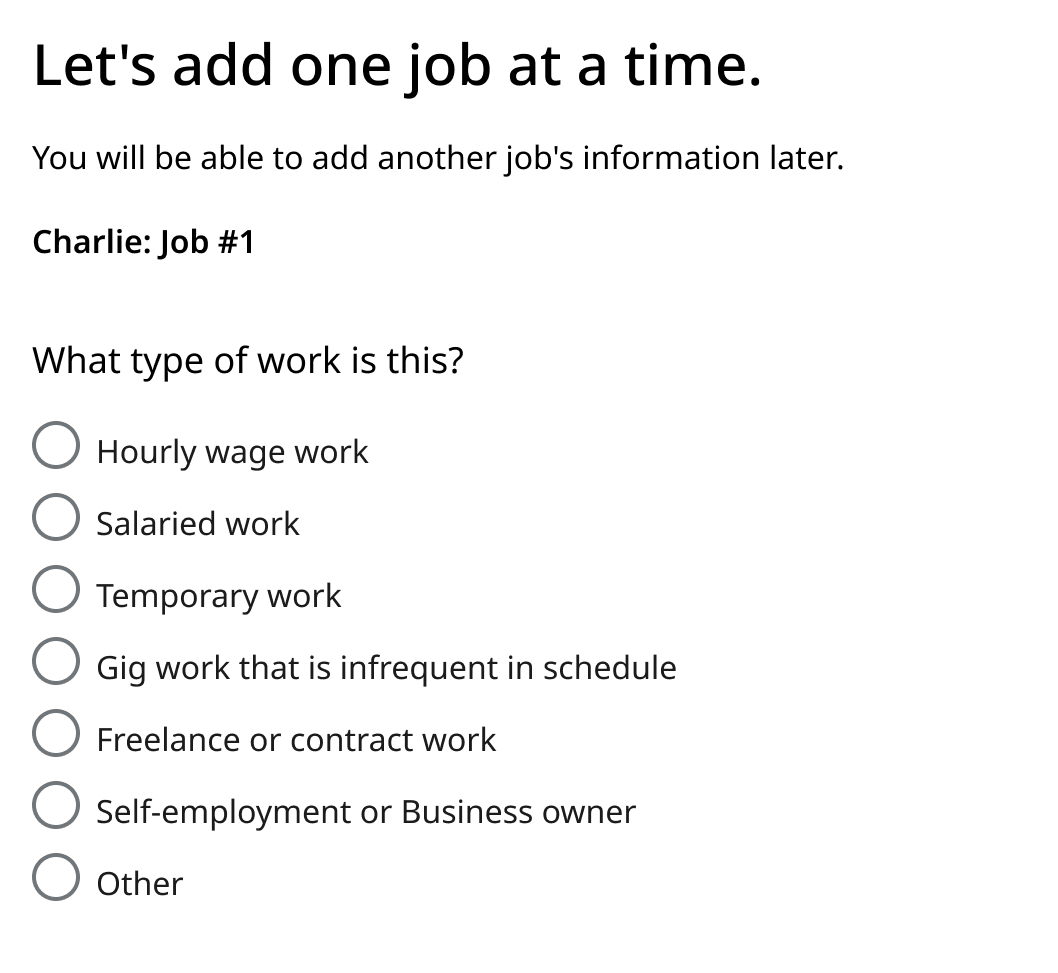 Let's add one job at a time.
You will be able to add another job's information later.
Charlie: Job #1
What type of work is this?
Hourly wage work
Salaried work
Temporary work
Gig work that is infrequent in schedule
Freelance or contract work
Self-employment or Business owner
Other